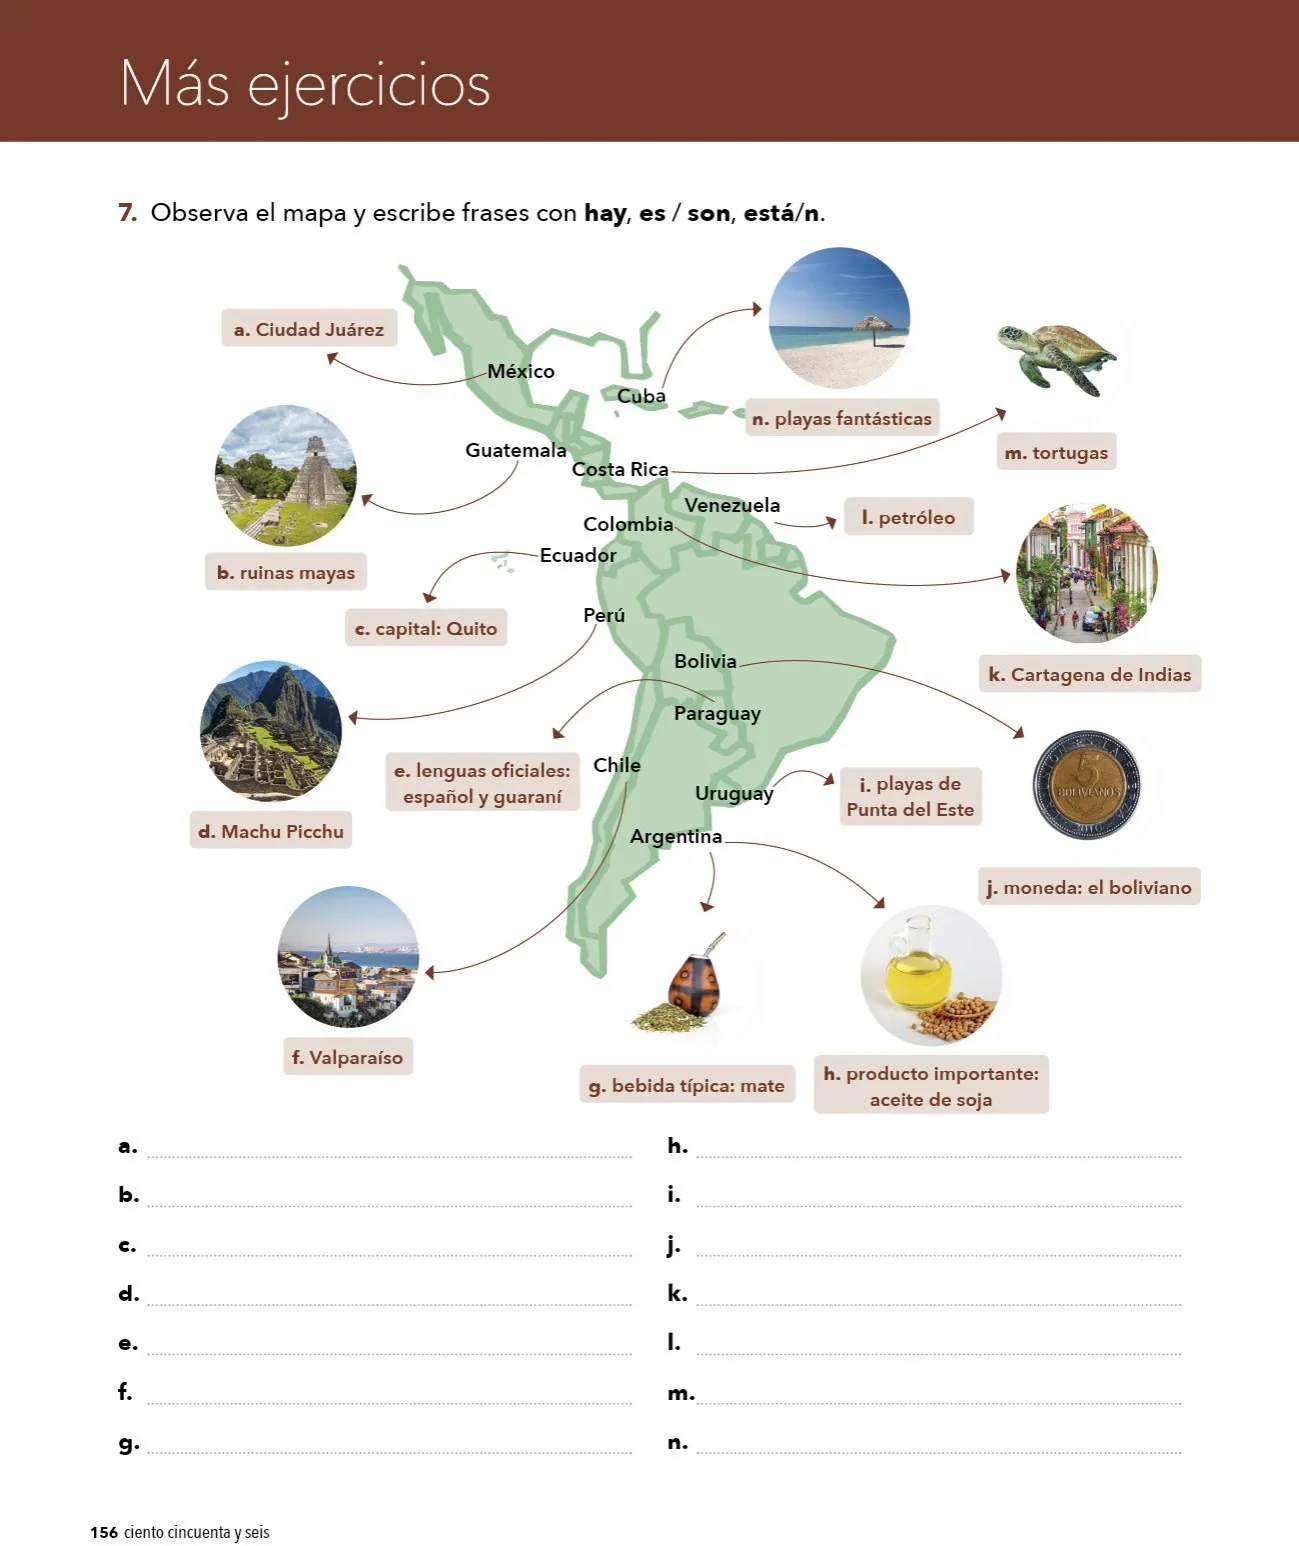 Más ejercicios
7. Observa el mapa y escribe frases con hay, es / son, está/n.
a. Ciudad Juárez
México
Cuba
n. playas fantásticas
m. tortugas
Guatemala
Costa Rica
b. ruinas mayas
Venezuela
l. petróleo
Colombia
Ecuador
c. capital: Quito
Perú
k. Cartagena de Indias
Bolivia
Paraguay
d. Machu Picchu
e. lenguas oficiales:
español y guaraní
Chile
Uruguay
i. playas de
Punta del Este
5
BOLIVIANOS
2010
j. moneda: el boliviano
Argentina
f. Valparaíso
g. bebida típica: mate
h. producto importante:
aceite de soja
a.
b.
c.
d.
e.
f.
g.
h.
i.
j.
k.
l.
m.
n.
156 ciento cincuenta y seis